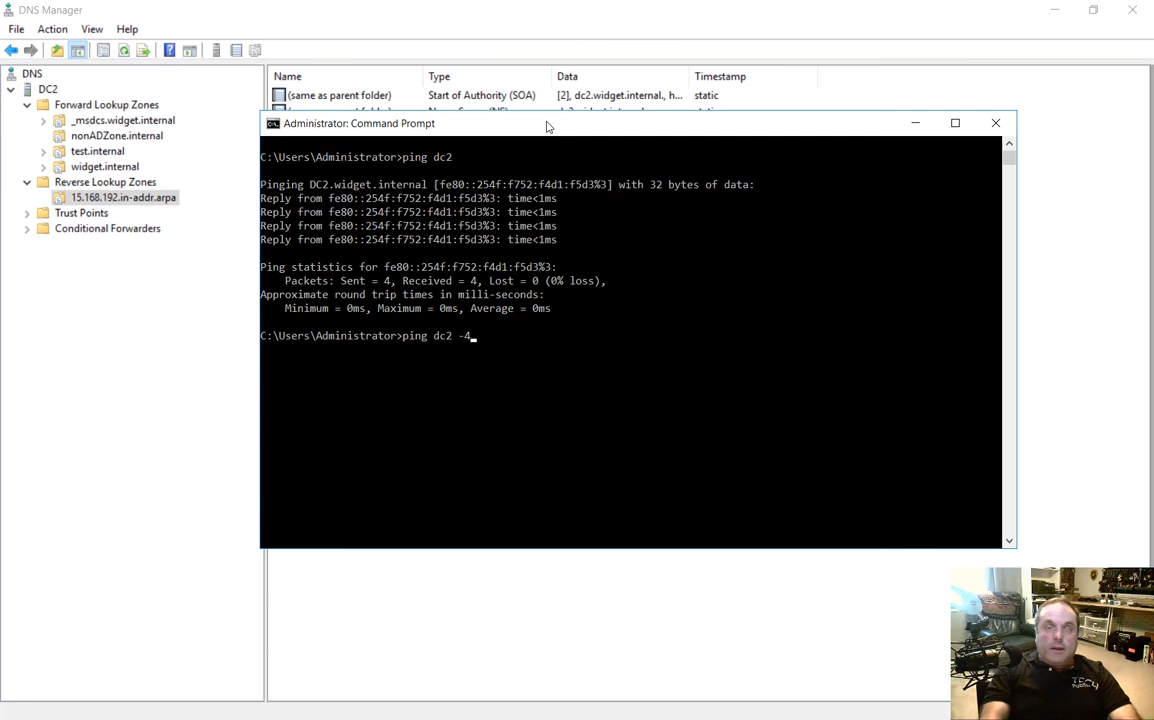 DNS Manager
File Action View Help
DNS
DC2
Forward Lookup Zones
_msdcs.widget.internal
nonADZone.internal
test.internal
widget.internal
Reverse Lookup Zones
15.168.192.in-addr.arpa
Trust Points
Conditional Forwarders
Name Type Data Timestamp
(same as parent folder) Start of Authority (SOA) [2], dc2.widget.internal., h... static
Administrator: Command Prompt
C:\Users\Administrator>ping dc2
Pinging DC2.widget.internal [fe80::254f:f752:f4d1:f5d3%3] with 32 bytes of data:
Reply from fe80::254f:f752:f4d1:f5d3%3: time<1ms
Reply from fe80::254f:f752:f4d1:f5d3%3: time<1ms
Reply from fe80::254f:f752:f4d1:f5d3%3: time<1ms
Reply from fe80::254f:f752:f4d1:f5d3%3: time<1ms
Ping statistics for fe80::254f:f752:f4d1:f5d3%3:
Packets: Sent = 4, Received = 4, Lost = 0 (0% loss),
Approximate round trip times in milli-seconds:
Minimum = 0ms, Maximum = 0ms, Average = 0ms
C:\Users\Administrator>ping dc2 -4